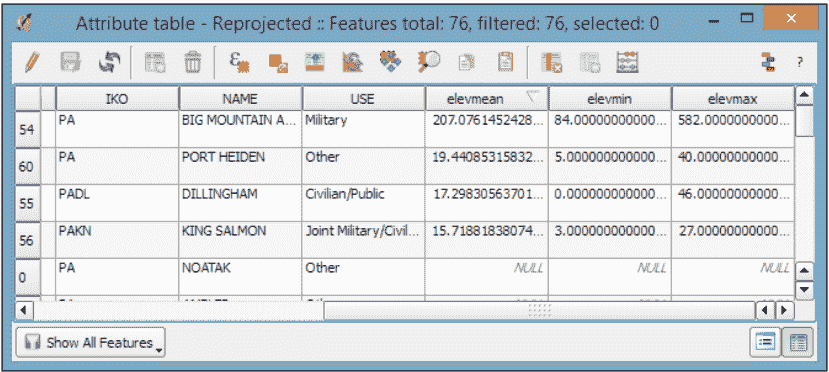 Attribute table - Reprojected :: Features total: 76, filtered: 76, selected: 0
?
IKO NAME USE elevmean elevmin elevmax
54 PA BIG MOUNTAIN A... Military 207.0761452428... 84.00000000000... 582.0000000000...
60 PA PORT HEIDEN Other 19.44085315832... 5.000000000000... 40.00000000000...
55 PADL DILLINGHAM Civilian/Public 17.29830563701... 0.000000000000... 46.00000000000...
56 PAKN KING SALMON Joint Military/Civil... 15.71881838074... 3.000000000000... 27.00000000000...
0 PA NOATAK Other NULL NULL NULL
Show All Features